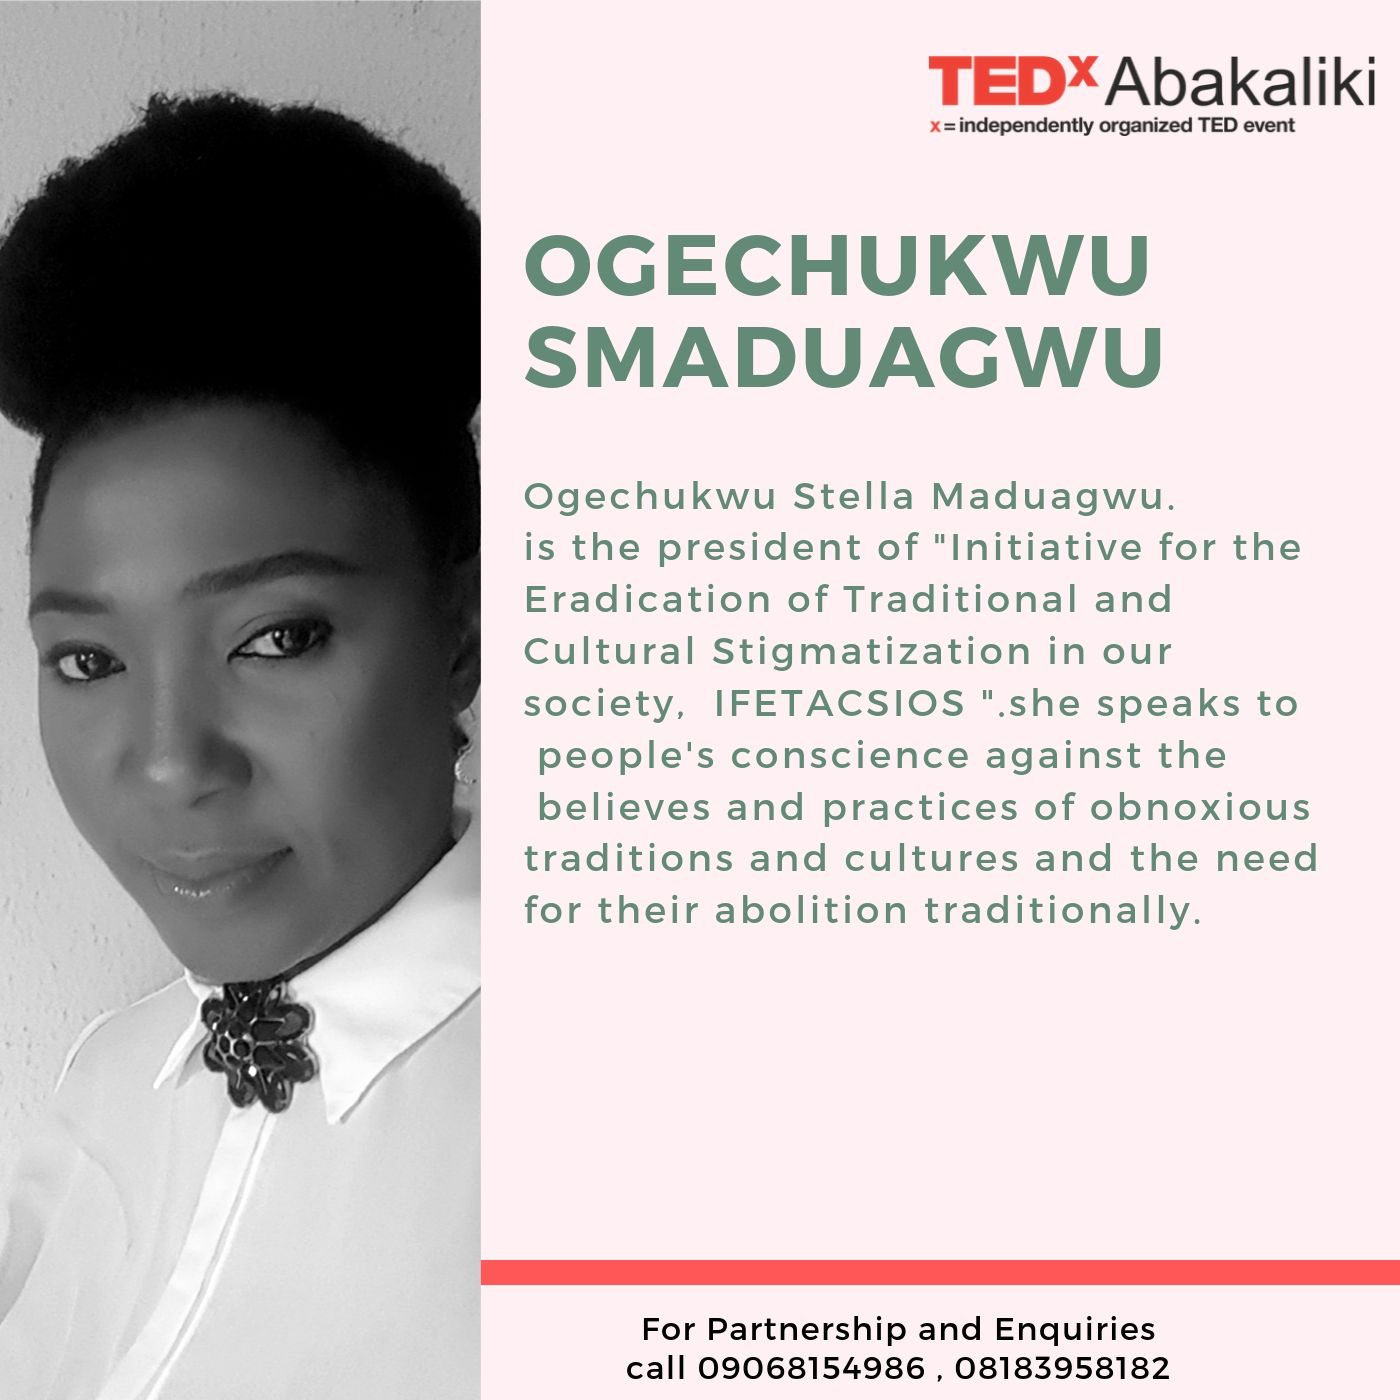 TEDx Abakaliki
x = independently organized TED event
OGECHUKWU
SMADUAGWU
Ogechukwu Stella Maduagwu.
is the president of "Initiative for the
Eradication of Traditional and
Cultural Stigmatization in our
society,  IFETACSIOS ".she speaks to
people's conscience against the
believes and practices of obnoxious
traditions and cultures and the need
for their abolition traditionally.
For Partnership and Enquiries
call 09068154986 , 08183958182